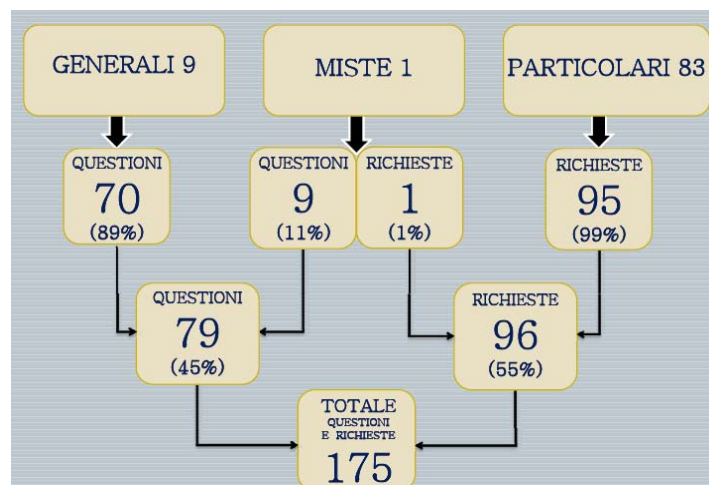 GENERALI 9
MISTE 1
PARTICOLARI 83
QUESTIONI
70
(89%)
QUESTIONI
9
(11%)
RICHIESTE
1
(1%)
RICHIESTE
95
(99%)
QUESTIONI
79
(45%)
RICHIESTE
96
(55%)
TOTALE
QUESTIONI
E RICHIESTE
175